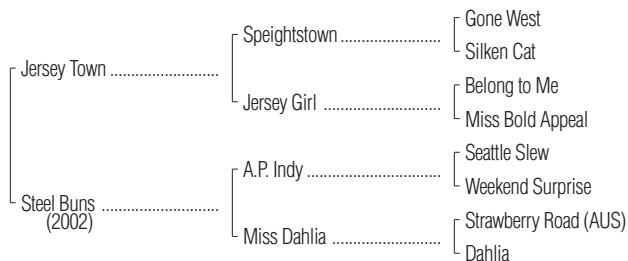 Gone West
Speightstown
Silken Cat
Jersey Town
Belong to Me
Jersey Girl
Miss Bold Appeal
Seattle Slew
A.P. Indy
Weekend Surprise
Steel Buns
(2002)
Strawberry Road (AUS)
Miss Dahlia
Dahlia